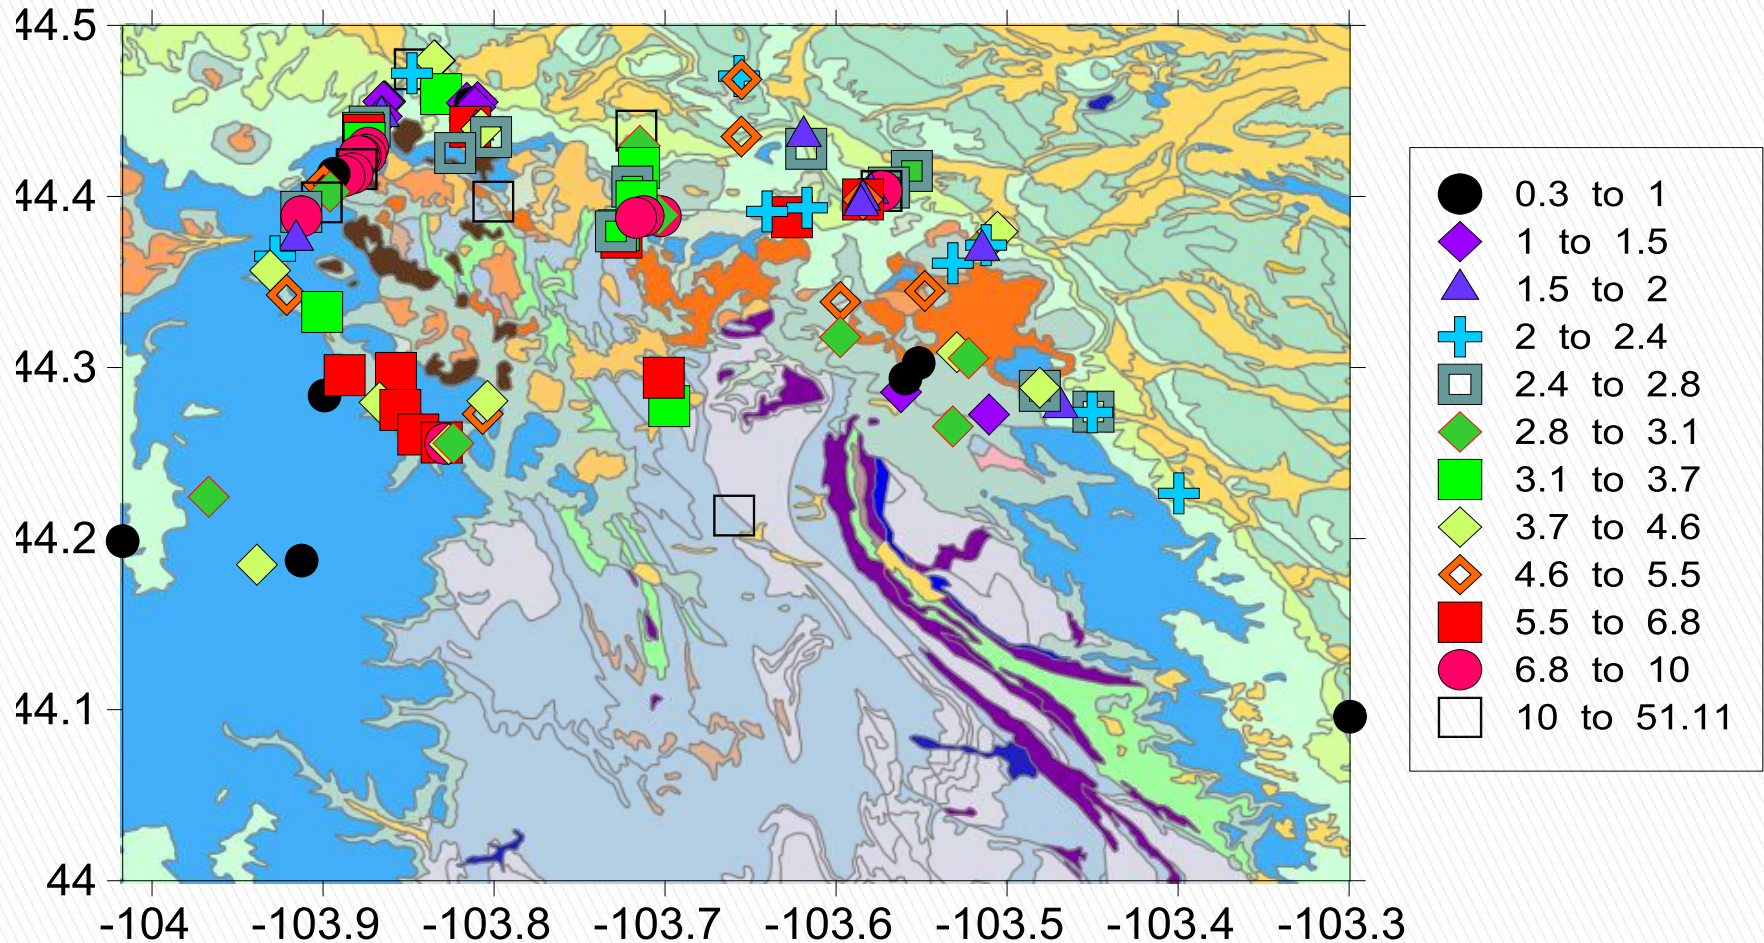 44.5
44.4
44.3
44.2
44.1
44
-104 -103.9 -103.8 -103.7 -103.6 -103.5 -103.4 -103.3
0.3 to 1
1 to 1.5
1.5 to 2
2 to 2.4
2.4 to 2.8
2.8 to 3.1
3.1 to 3.7
3.7 to 4.6
4.6 to 5.5
5.5 to 6.8
6.8 to 10
10 to 51.11